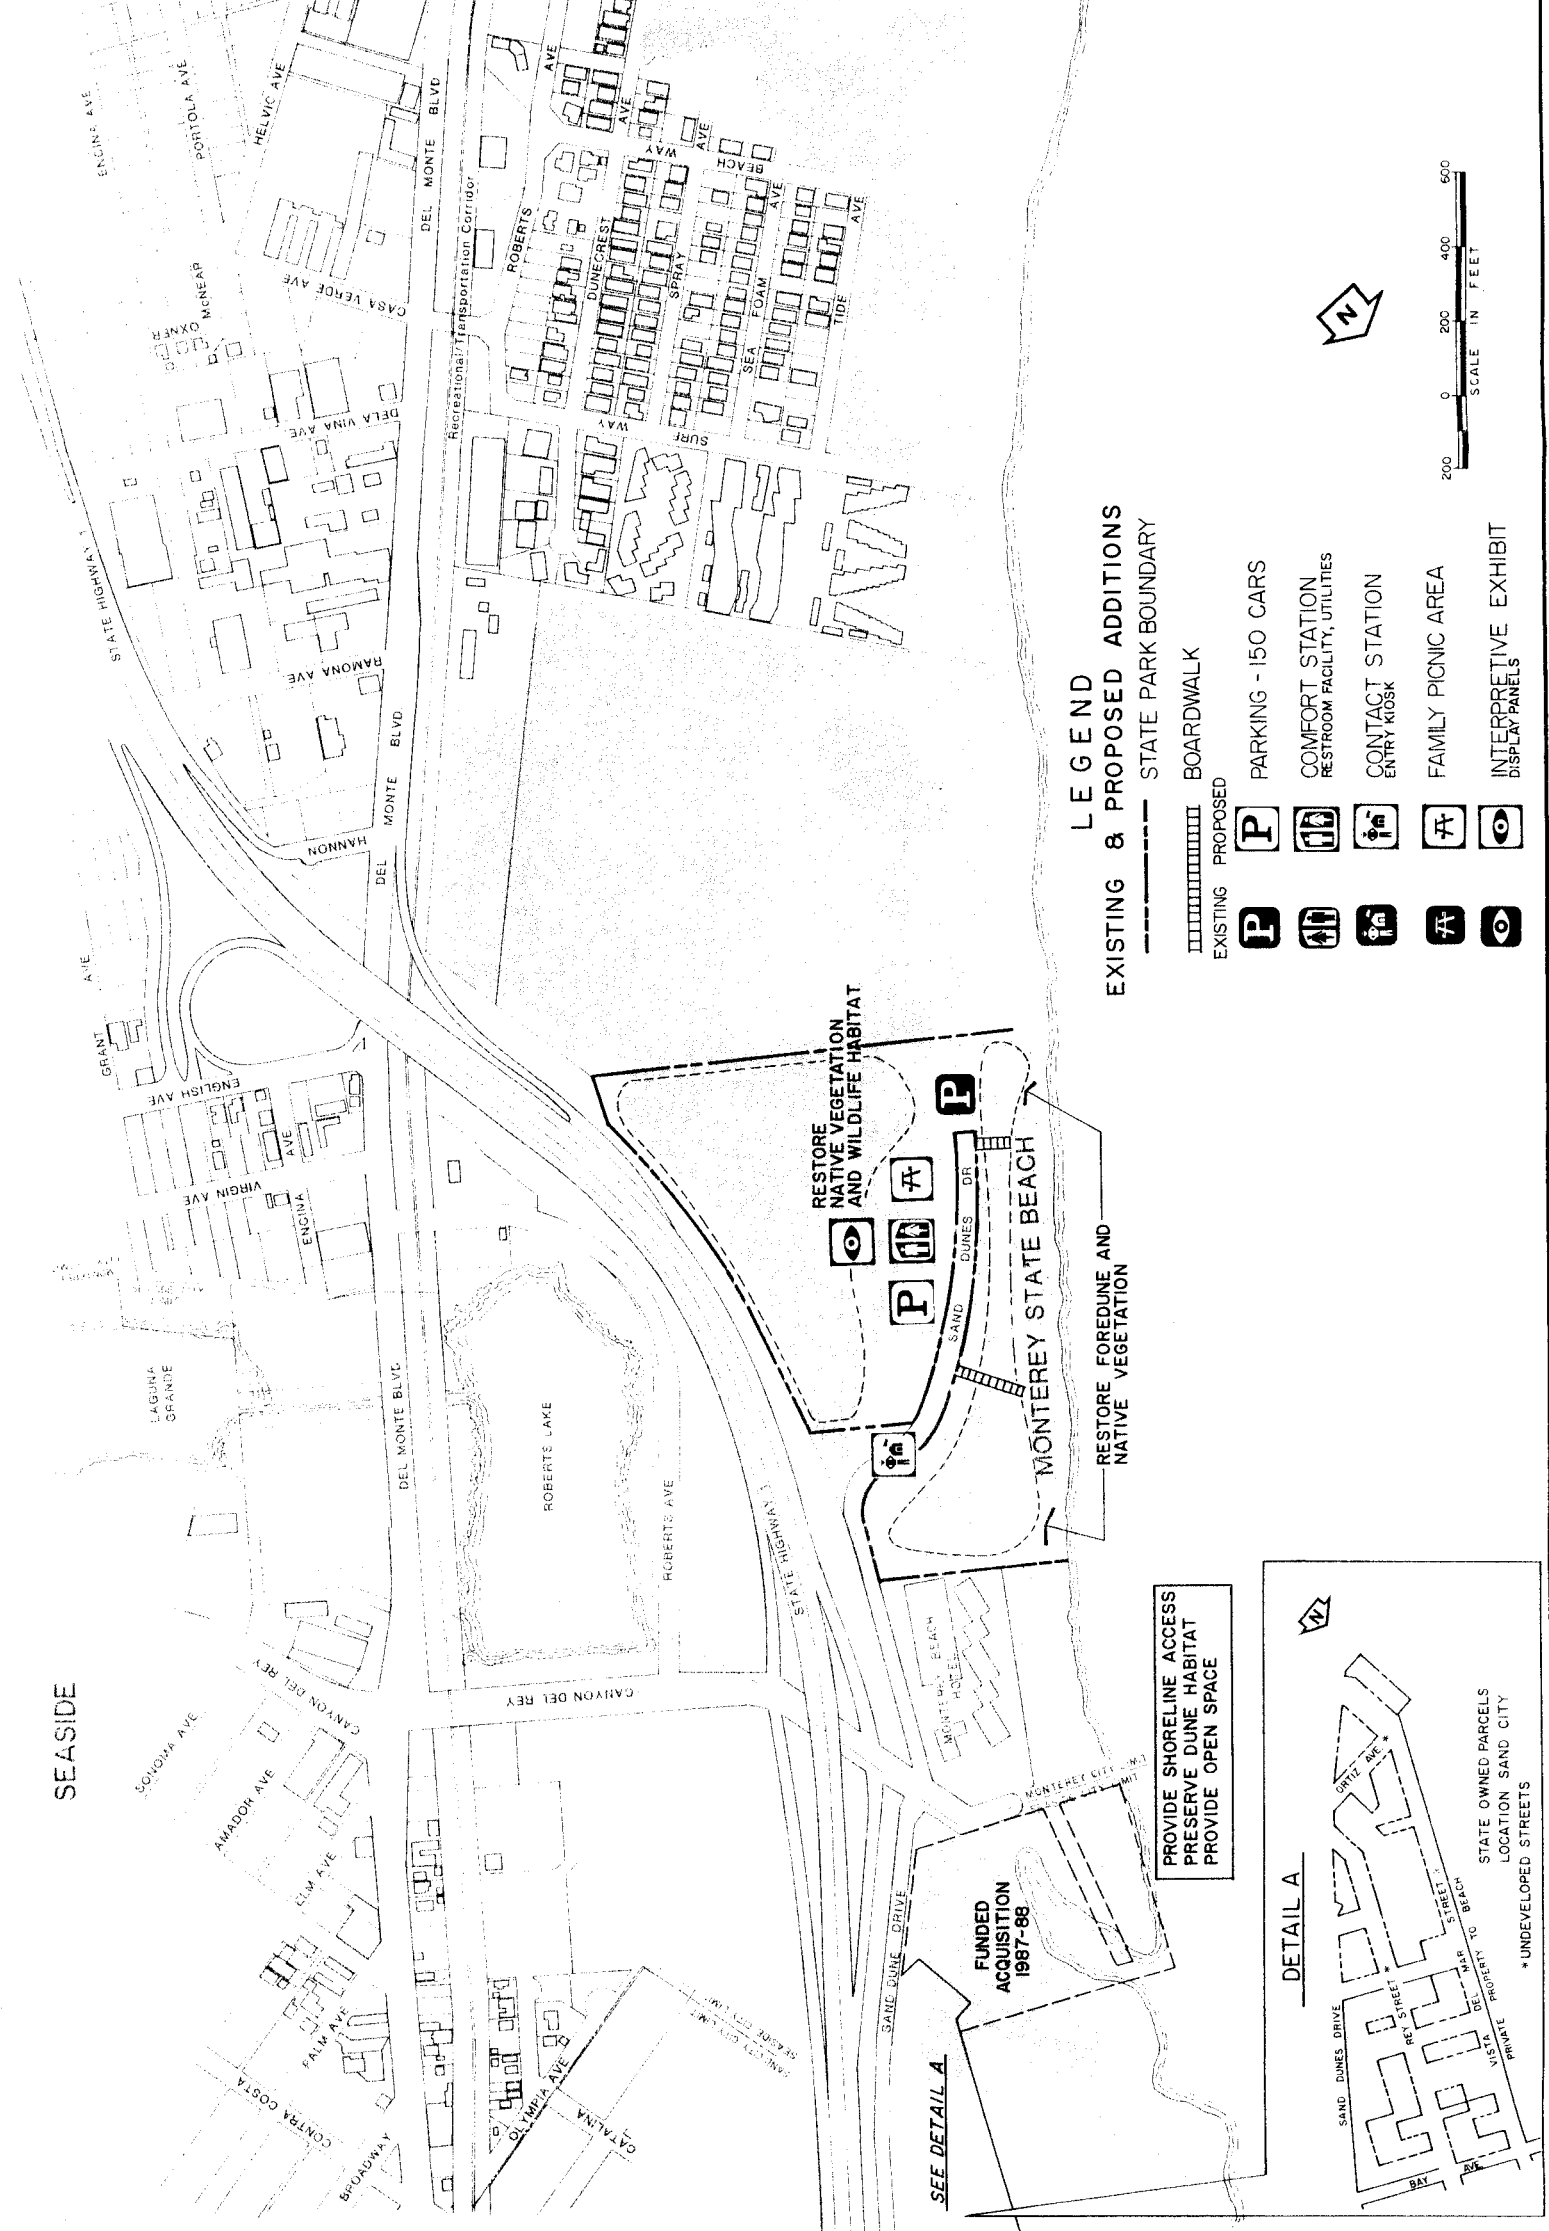 SEASIDE
SONOMA AVE
AMADOR AVE
ELM AVE
PALM AVE
CONTRA COSTA
BROADWAY
OLYMPIA AVE
CATALINA
CANYON DEL REY
CANYON DEL REY
LAGUNA
GRANDE
DEL MONTE BLVD
ROBERTS LAKE
ROBERTS AVE
STATE HIGHWAY 1
SAND CITY LIMIT
SEASIDE CITY LIMIT
SAND DUNE DRIVE
VIRGIN AVE
ENCINA
AVE
ENGLISH AVE
GRANT
AVE
HANNON
DEL
MONTE
BLVD
RAMONA AVE
STATE HIGHWAY 1
DELA VINA AVE
CASA VERDE AVE
OXNER
McNEAR
HELVIC AVE
PORTOLA AVE
ENCINA AVE
DEL MONTE BLVD
Recreational/Transportation Corridor
ROBERTS
AVE
DUNECREST
AVE
SPRAY
AVE
SEA FOAM
AVE
TIDE
AVE
SURF
WAY
BEACH
WAY
RESTORE
NATIVE VEGETATION
AND WILDLIFE HABITAT
P
P
SAND DUNES DR
MONTEREY STATE BEACH
RESTORE FOREDUNE AND
NATIVE VEGETATION
MONTEREY BEACH
HOTEL
MONTEREY CITY LIMIT
FUNDED
ACQUISITION
1987-88
SEE DETAIL A
PROVIDE SHORELINE ACCESS
PRESERVE DUNE HABITAT
PROVIDE OPEN SPACE
LEGEND
EXISTING & PROPOSED ADDITIONS
STATE PARK BOUNDARY
BOARDWALK
EXISTING PROPOSED
P P PARKING - 150 CARS
COMFORT STATION
RESTROOM FACILITY, UTILITIES
CONTACT STATION
ENTRY KIOSK
FAMILY PICNIC AREA
INTERPRETIVE EXHIBIT
DISPLAY PANELS
N
200 0 200 400 600
SCALE IN FEET
DETAIL A
N
SAND DUNES DRIVE
ORTIZ AVE *
REY STREET *
VISTA DEL MAR STREET *
PRIVATE PROPERTY TO BEACH
BAY
AVE
STATE OWNED PARCELS
LOCATION SAND CITY
* UNDEVELOPED STREETS